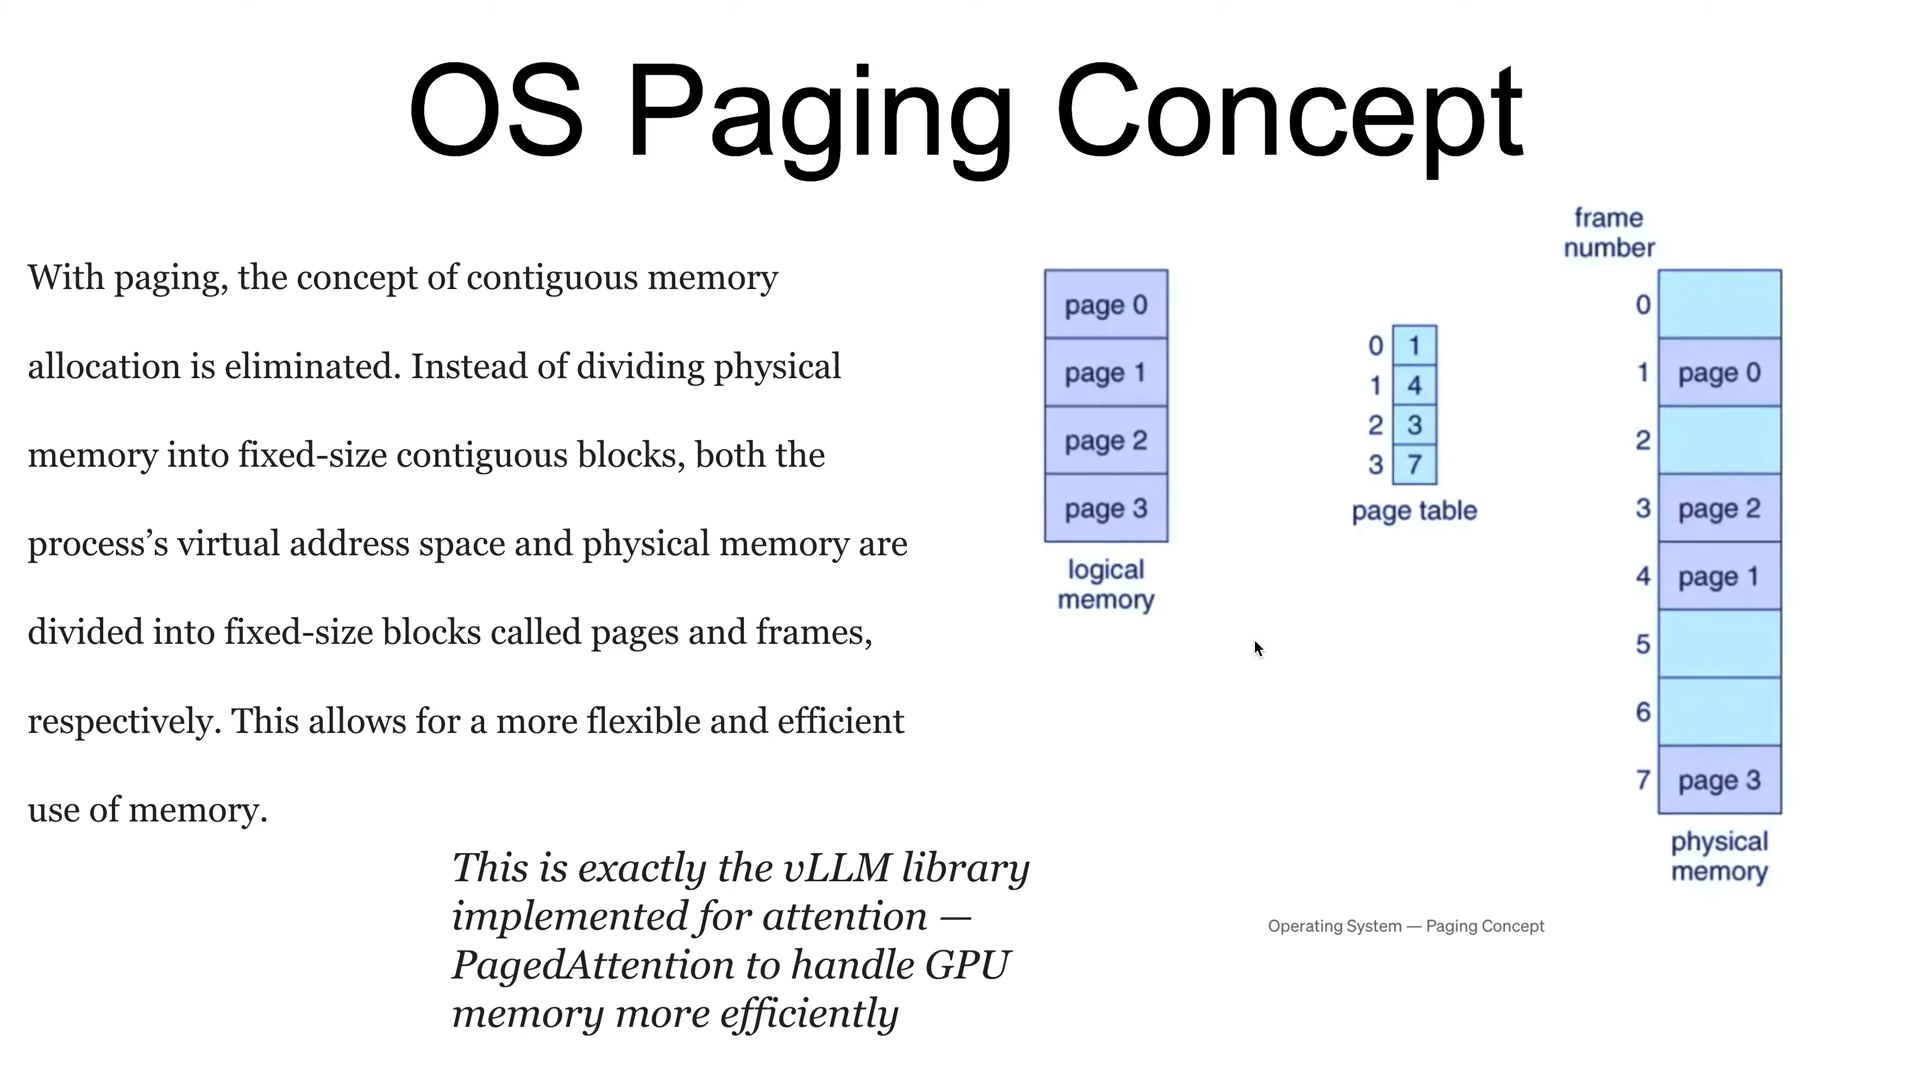 OS Paging Concept
With paging, the concept of contiguous memory
allocation is eliminated. Instead of dividing physical
memory into fixed-size contiguous blocks, both the
process’s virtual address space and physical memory are
divided into fixed-size blocks called pages and frames,
respectively. This allows for a more flexible and efficient
use of memory.
This is exactly the vLLM library
implemented for attention —
PagedAttention to handle GPU
memory more efficiently
page 0
page 1
page 2
page 3
logical
memory
0 1
1 4
2 3
3 7
page table
frame
number
0
1 page 0
2
3 page 2
4 page 1
5
6
7 page 3
physical
memory
Operating System — Paging Concept